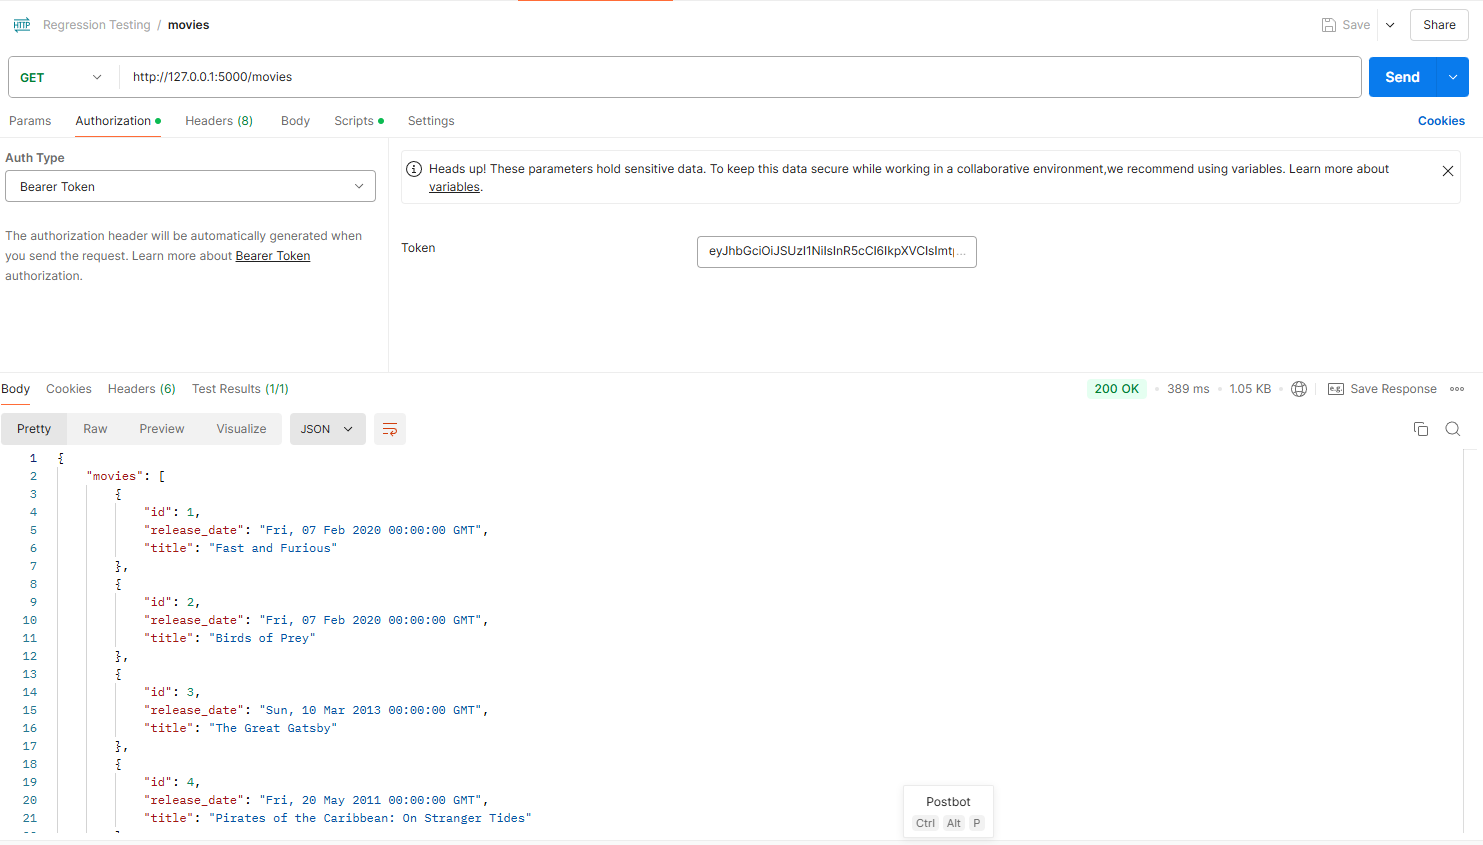 HTTP Regression Testing / movies Save Share
GET http://127.0.0.1:5000/movies Send
Params Authorization Headers (8) Body Scripts Settings Cookies
Auth Type
Bearer Token
The authorization header will be automatically generated when
you send the request. Learn more about Bearer Token
authorization.
Heads up! These parameters hold sensitive data. To keep this data secure while working in a collaborative environment,we recommend using variables. Learn more about
variables.
Token
Body Cookies Headers (6) Test Results (1/1) 200 OK 389 ms 1.05 KB e.g. Save Response
Pretty Raw Preview Visualize JSON
1 {
2 "movies": [
3 {
4 "id": 1,
5 "release_date": "Fri, 07 Feb 2020 00:00:00 GMT",
6 "title": "Fast and Furious"
7 },
8 {
9 "id": 2,
10 "release_date": "Fri, 07 Feb 2020 00:00:00 GMT",
11 "title": "Birds of Prey"
12 },
13 {
14 "id": 3,
15 "release_date": "Sun, 10 Mar 2013 00:00:00 GMT",
16 "title": "The Great Gatsby"
17 },
18 {
19 "id": 4,
20 "release_date": "Fri, 20 May 2011 00:00:00 GMT",
21 "title": "Pirates of the Caribbean: On Stranger Tides"
Postbot
Ctrl Alt P